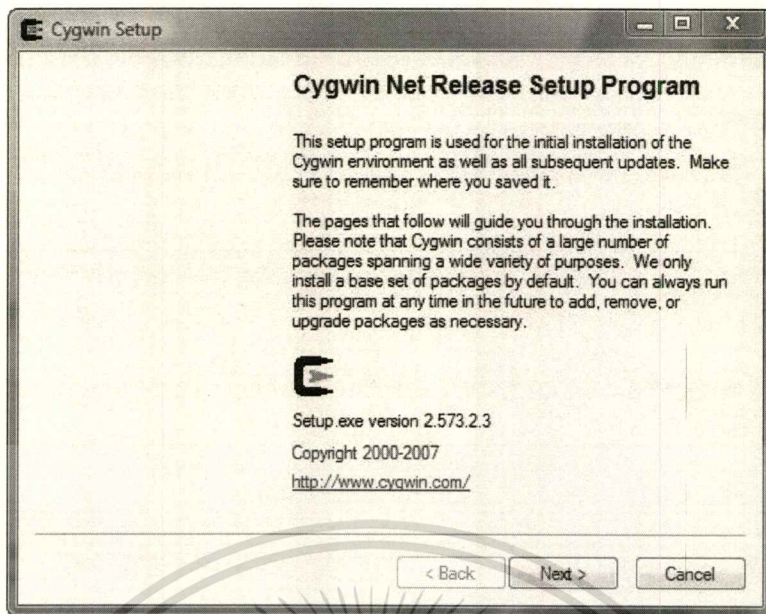 Cygwin Setup
Cygwin Net Release Setup Program
This setup program is used for the initial installation of the
Cygwin environment as well as all subsequent updates. Make
sure to remember where you saved it.
The pages that follow will guide you through the installation.
Please note that Cygwin consists of a large number of
packages spanning a wide variety of purposes. We only
install a base set of packages by default. You can always run
this program at any time in the future to add, remove, or
upgrade packages as necessary.
Setup.exe version 2.573.2.3
Copyright 2000-2007
http://www.cygwin.com/
< Back Next > Cancel